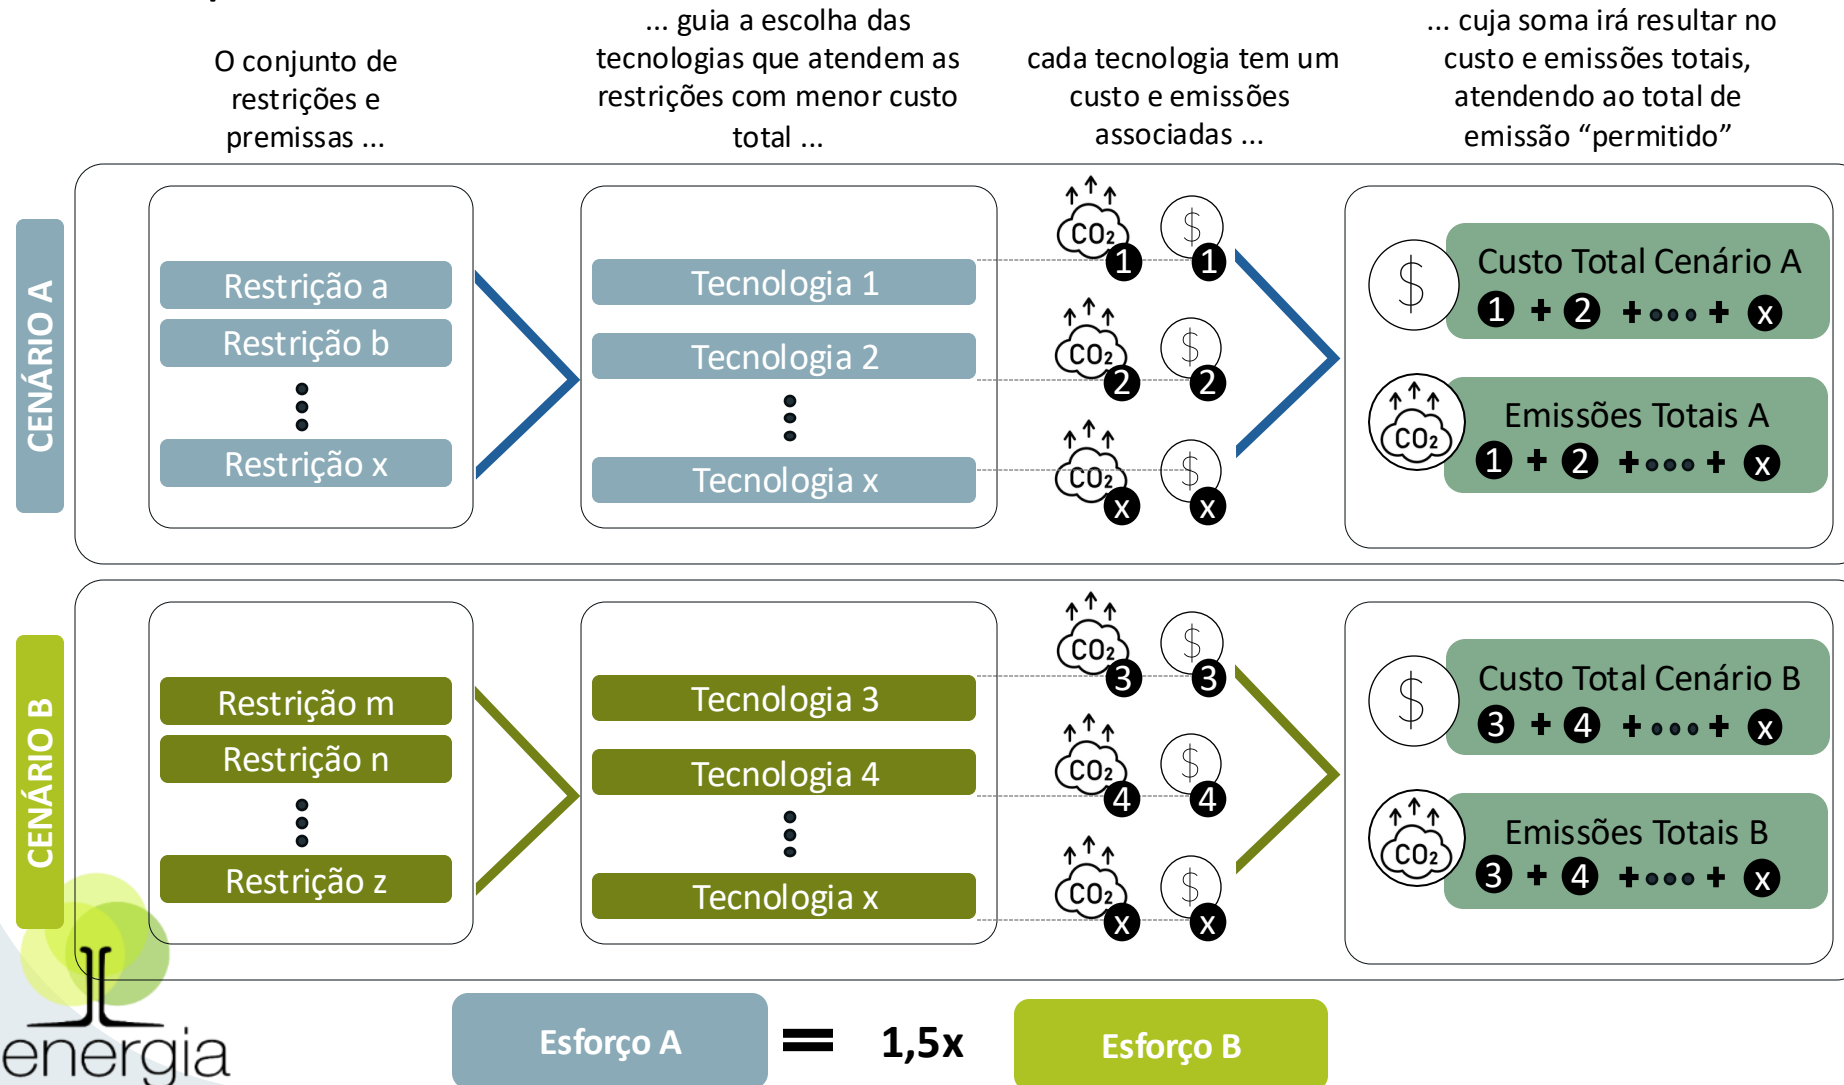 O conjunto de
restrições e
premissas ...
... guia a escolha das
tecnologias que atendem as
restrições com menor custo
total ...
cada tecnologia tem um
custo e emissões
associadas ...
... cuja soma irá resultar no
custo e emissões totais,
atendendo ao total de
emissão “permitido”
CENÁRIO A
Restrição a
Restrição b
Restrição x
Tecnologia 1
Tecnologia 2
Tecnologia x
CO2 1 $ 1
CO2 2 $ 2
CO2 x $ x
$ Custo Total Cenário A
1 + 2 + + x
CO2 Emissões Totais A
1 + 2 + + x
CENÁRIO B
Restrição m
Restrição n
Restrição z
Tecnologia 3
Tecnologia 4
Tecnologia x
CO2 3 $ 3
CO2 4 $ 4
CO2 x $ x
$ Custo Total Cenário B
3 + 4 + + x
CO2 Emissões Totais B
3 + 4 + + x
energia
Esforço A = 1,5x Esforço B